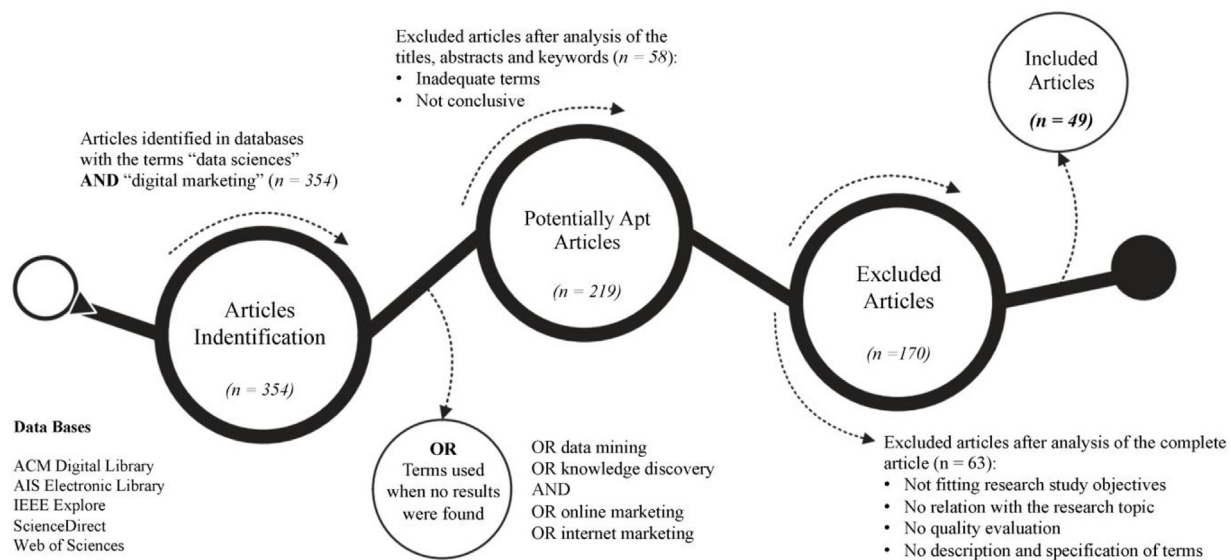 Excluded articles after analysis of the
titles, abstracts and keywords (n = 58):
• Inadequate terms
• Not conclusive
Included
Articles
(n = 49)
Articles identified in databases
with the terms “data sciences”
AND “digital marketing” (n = 354)
Potentially Apt
Articles
(n = 219)
Articles
Indentification
(n = 354)
Excluded
Articles
(n =170)
Data Bases
ACM Digital Library
AIS Electronic Library
IEEE Explore
ScienceDirect
Web of Sciences
OR
Terms used
when no results
were found
OR data mining
OR knowledge discovery
AND
OR online marketing
OR internet marketing
Excluded articles after analysis of the complete
article (n = 63):
• Not fitting research study objectives
• No relation with the research topic
• No quality evaluation
• No description and specification of terms